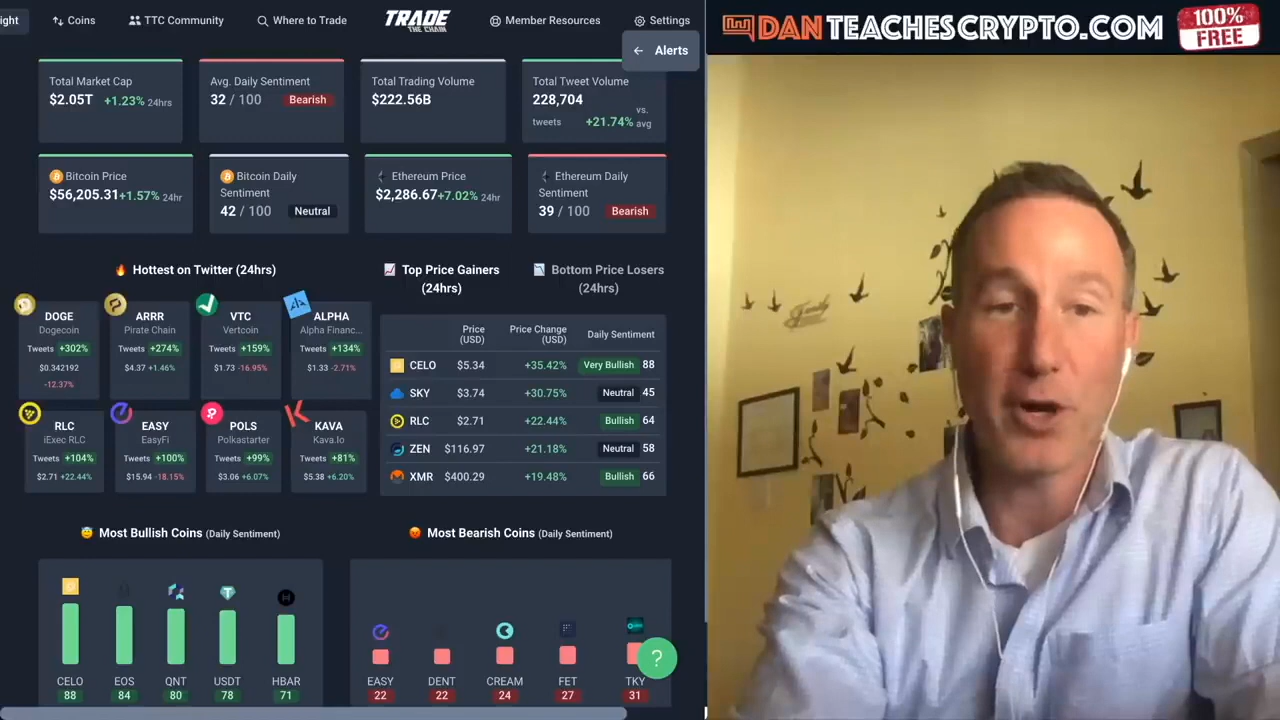 ight
Coins
TTC Community
Where to Trade
TRADE
THE CHAIN
Member Resources
Settings
← Alerts
DAN TEACHESCRYPTO.COM
100%
FREE
Total Market Cap
$2.05T +1.23% 24hrs
Avg. Daily Sentiment
32 / 100 Bearish
Total Trading Volume
$222.56B
Total Tweet Volume
228,704
tweets +21.74% vs.
avg
Bitcoin Price
$56,205.31 +1.57% 24hr
Bitcoin Daily
Sentiment
42 / 100 Neutral
Ethereum Price
$2,286.67 +7.02% 24hr
Ethereum Daily
Sentiment
39 / 100 Bearish
Hottest on Twitter (24hrs)
Top Price Gainers
(24hrs)
Bottom Price Losers
(24hrs)
DOGE
Dogecoin
Tweets +302%
$0.342192
-12.37%
ARRR
Pirate Chain
Tweets +274%
$4.37 +1.46%
VTC
Vertcoin
Tweets +159%
$1.73 -16.95%
ALPHA
Alpha Financ...
Tweets +134%
$1.33 -2.71%
RLC
iExec RLC
Tweets +104%
$2.71 +22.44%
EASY
EasyFi
Tweets +100%
$15.94 -18.15%
POLS
Polkastarter
Tweets +99%
$3.06 +6.07%
KAVA
Kava.Io
Tweets +81%
$5.38 +6.20%
Price
(USD)
Price Change
(USD)
Daily Sentiment
CELO $5.34 +35.42% Very Bullish 88
SKY $3.74 +30.75% Neutral 45
RLC $2.71 +22.44% Bullish 64
ZEN $116.97 +21.18% Neutral 58
XMR $400.29 +19.48% Bullish 66
Most Bullish Coins (Daily Sentiment)
Most Bearish Coins (Daily Sentiment)
CELO EOS QNT USDT HBAR
88 84 80 78 71
EASY DENT CREAM FET TKY
22 22 24 27 31
?